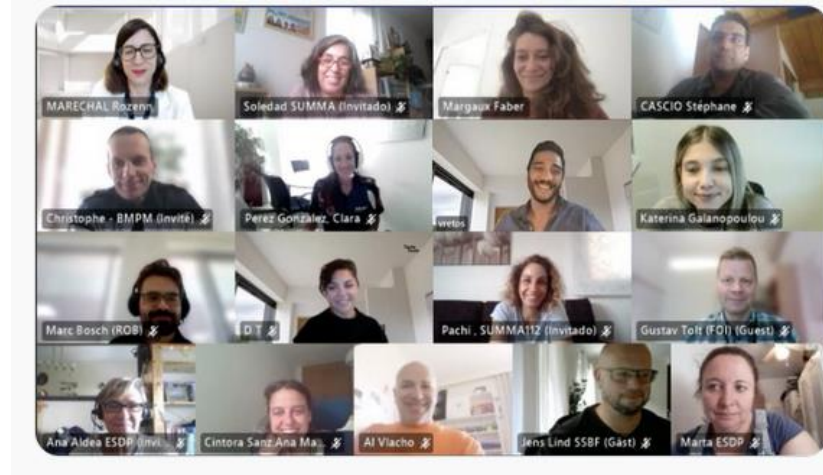 MARECHAL Rozenn
Soledad SUMMA (Invitado)
Margaux Faber
CASCIO Stéphane
Christophe - BMPM (Invité)
Perez Gonzalez, Clara
vretos
Katerina Galanopoulou
Marc Bosch (ROB)
D T
Pachi , SUMMA112 (Invitado)
Gustav Tolt (FOI) (Guest)
Ana Aldea ESDP (Invi...
Cintora Sanz Ana Ma...
Al Vlacho
Jens Lind SSBF (Gäst)
Marta ESDP